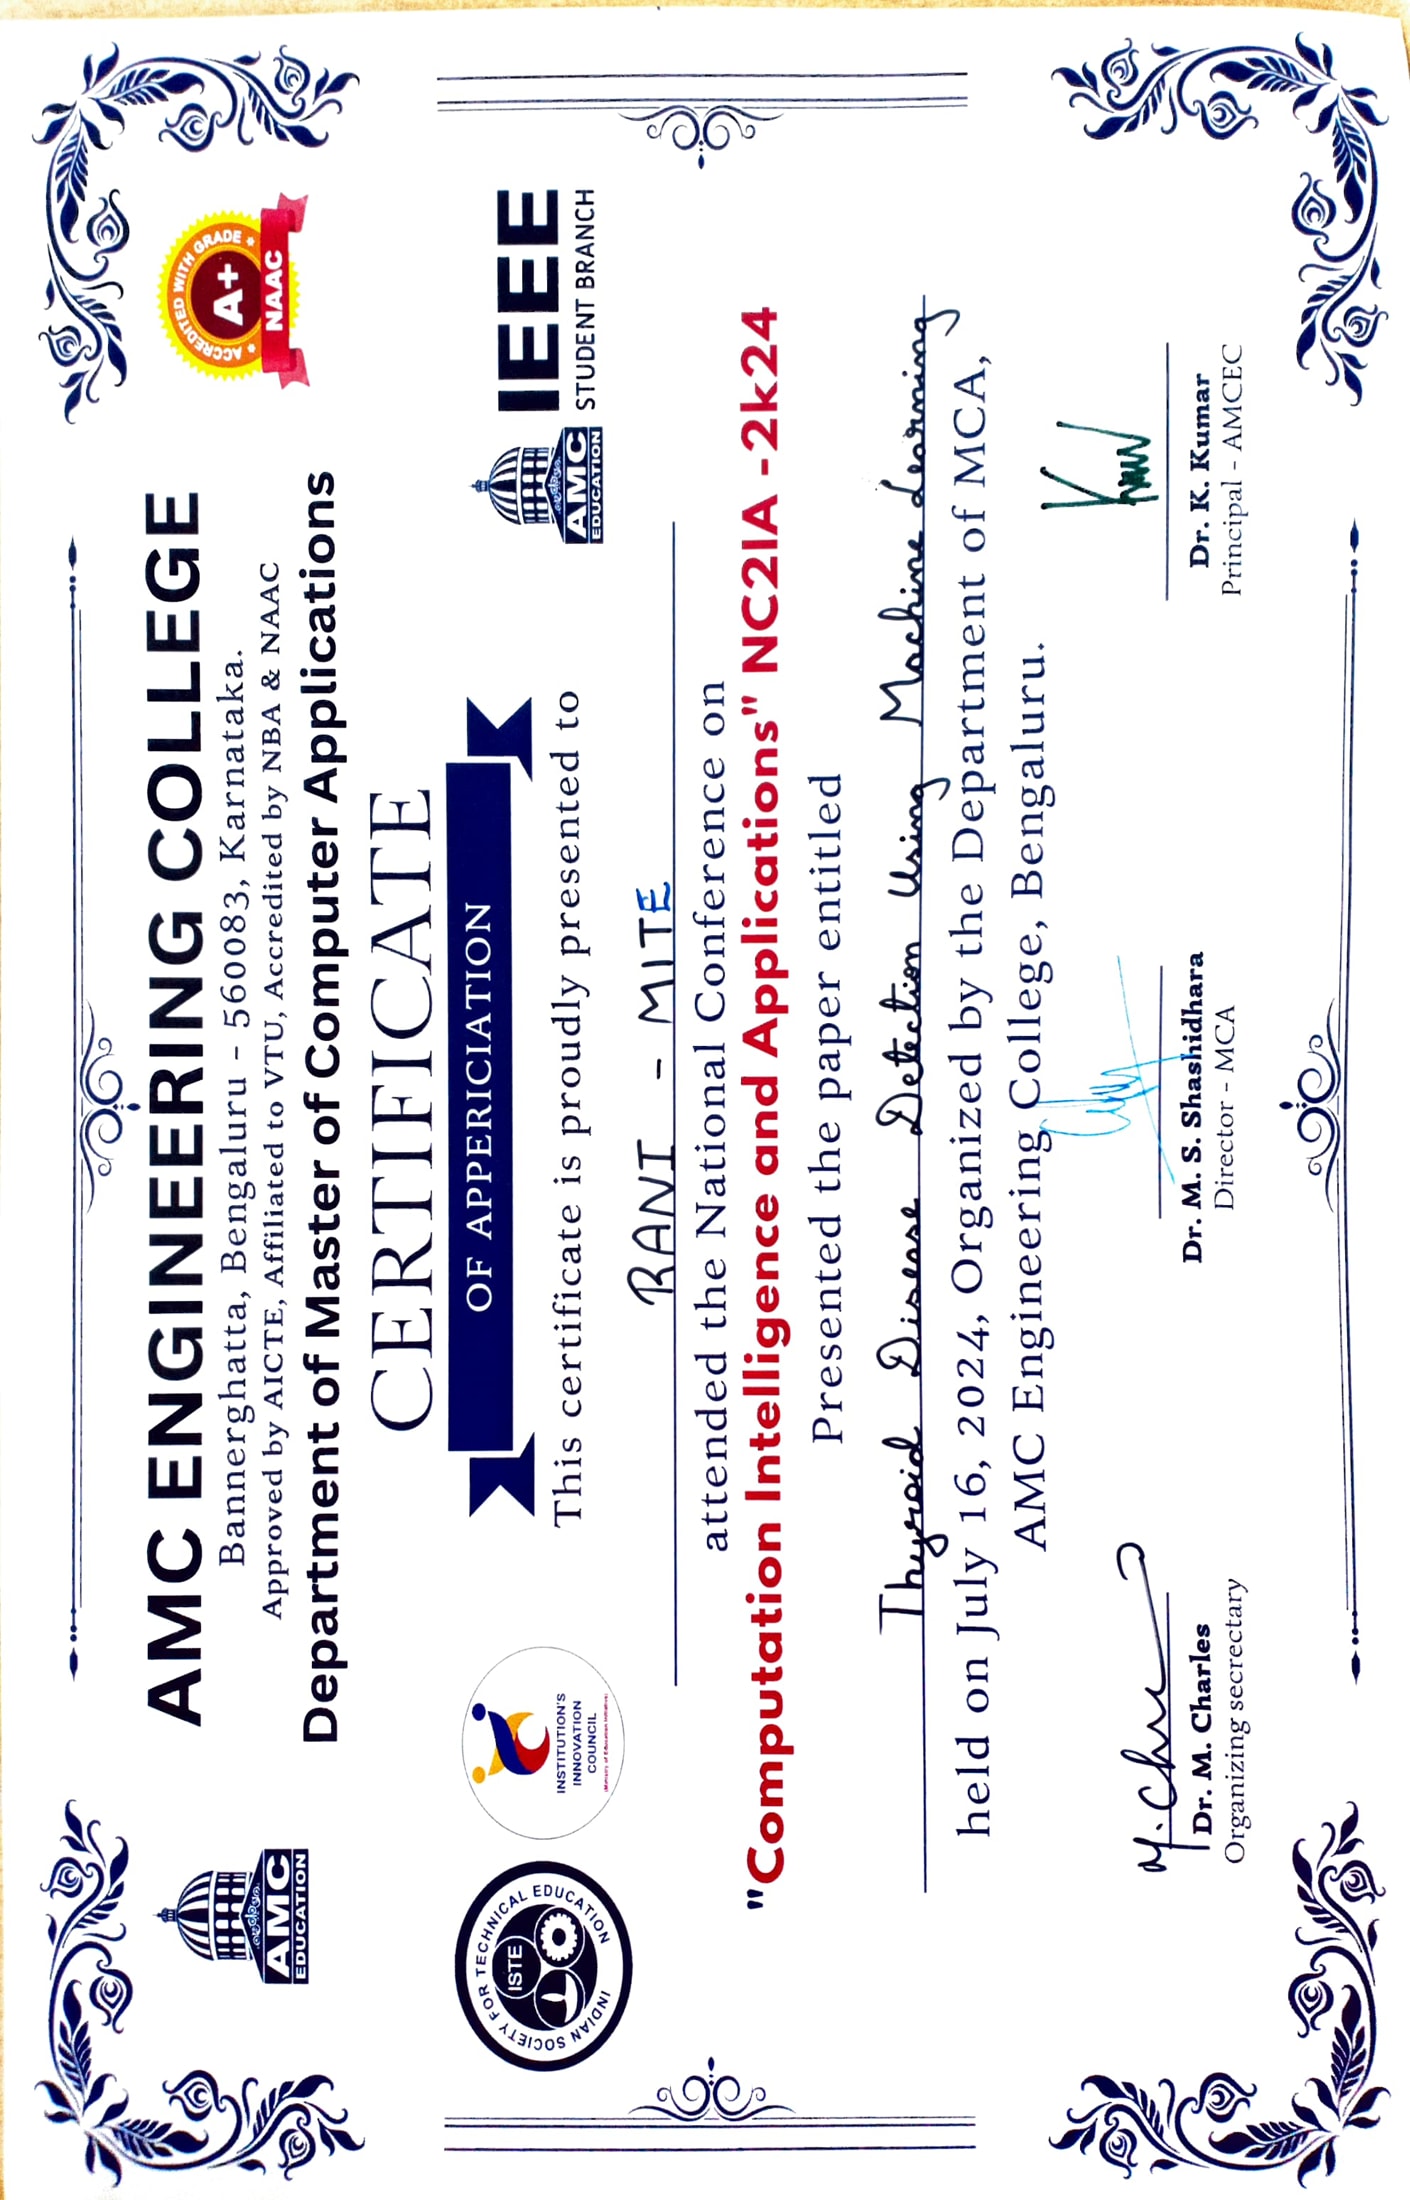 AMC ENGINEERING COLLEGE
Bannerghatta, Bengaluru - 560083, Karnataka.
Approved by AICTE, Affiliated to VTU, Accredited by NBA & NAAC
Department of Master of Computer Applications
AMC
EDUCATION
ACCREDITED WITH GRADE
A+
NAAC
CERTIFICATE
OF APPERICIATION
INDIAN SOCIETY FOR TECHNICAL EDUCATION
ISTE
INSTITUTION'S
INNOVATION
COUNCIL
(Ministry of Education Initiative)
This certificate is proudly presented to
AMC
EDUCATION
IEEE
STUDENT BRANCH
RANI - MITE
attended the National Conference on
"Computation Intelligence and Applications" NC2IA -2k24
Presented the paper entitled
Thyroid Disease Detection Using Machine Learning
held on July 16, 2024, Organized by the Department of MCA,
AMC Engineering College, Bengaluru.
Dr. M. Charles
Organizing secrectary
Dr. M. S. Shashidhara
Director - MCA
Dr. K. Kumar
Principal - AMCEC